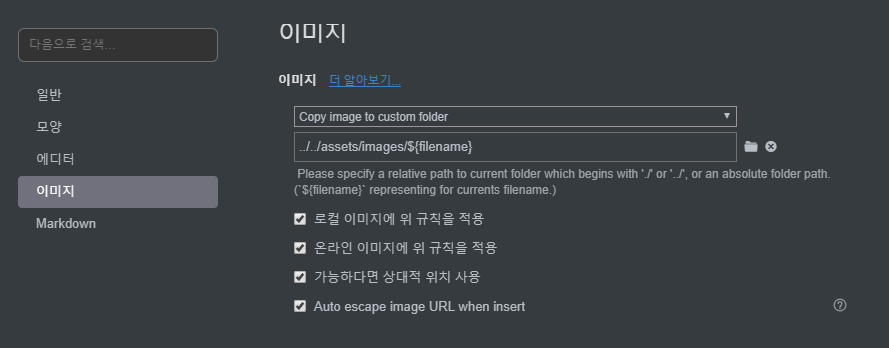 이미지
다음으로 검색...
이미지 더 알아보기...
일반
모양
에디터
이미지
Markdown
Copy image to custom folder
../../assets/images/${filename}
Please specify a relative path to current folder which begins with './' or '../', or an absolute folder path.
(`${filename}` representing for currents filename.)
로컬 이미지에 위 규칙을 적용
온라인 이미지에 위 규칙을 적용
가능하다면 상대적 위치 사용
Auto escape image URL when insert